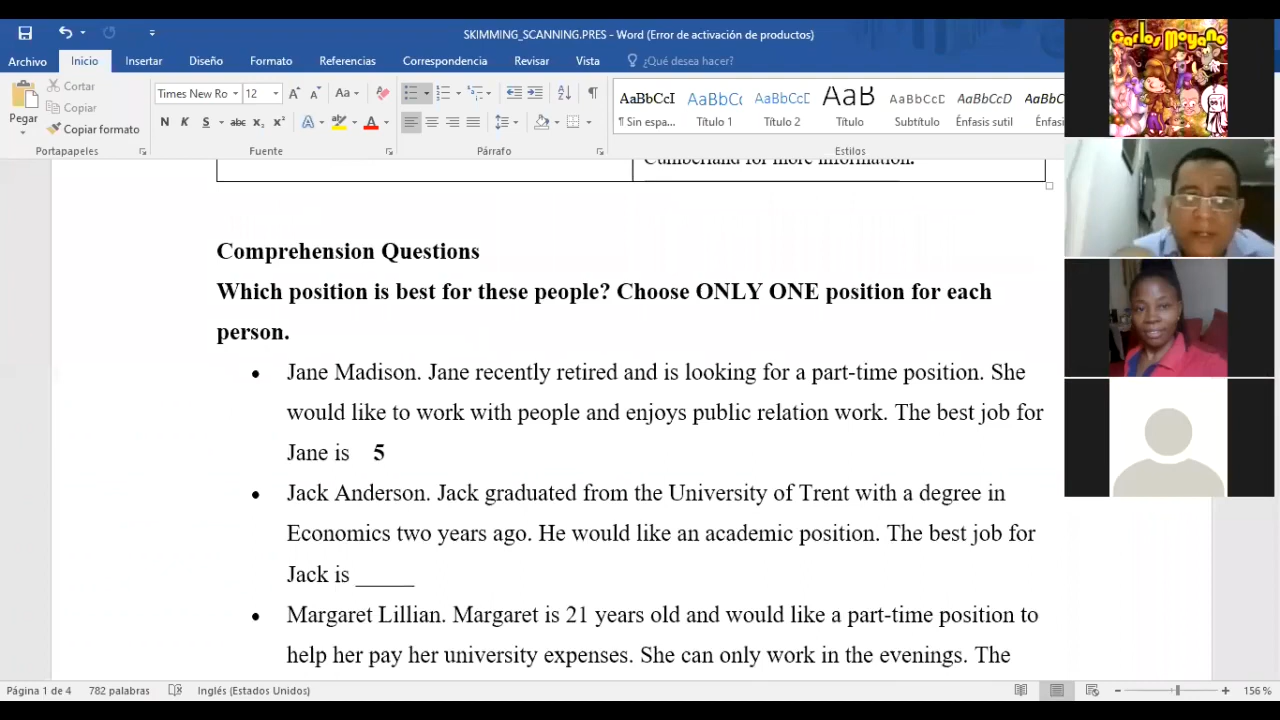 SKIMMING_SCANNING.PRES - Word (Error de activación de productos)
Archivo Inicio Insertar Diseño Formato Referencias Correspondencia Revisar Vista ¿Qué desea hacer?
Cortar
Copiar
Copiar formato
Pegar
Portapapeles
Times New Ro 12
Aa
N K S abc x₂ x²
Fuente
Párrafo
AaBbCcI AaBbCc AaBbCcD AaB AaBbCcD AaBbCcD AaBbCc
¶ Sin espa... Título 1 Título 2 Título Subtítulo Énfasis sutil Énfasis
Estilos
Carlos Moyano
Cumberland for more information.
Comprehension Questions
Which position is best for these people? Choose ONLY ONE position for each
person.
• Jane Madison. Jane recently retired and is looking for a part-time position. She
would like to work with people and enjoys public relation work. The best job for
Jane is 5
• Jack Anderson. Jack graduated from the University of Trent with a degree in
Economics two years ago. He would like an academic position. The best job for
Jack is _____
• Margaret Lillian. Margaret is 21 years old and would like a part-time position to
help her pay her university expenses. She can only work in the evenings. The
Página 1 de 4 782 palabras Inglés (Estados Unidos) 156 %